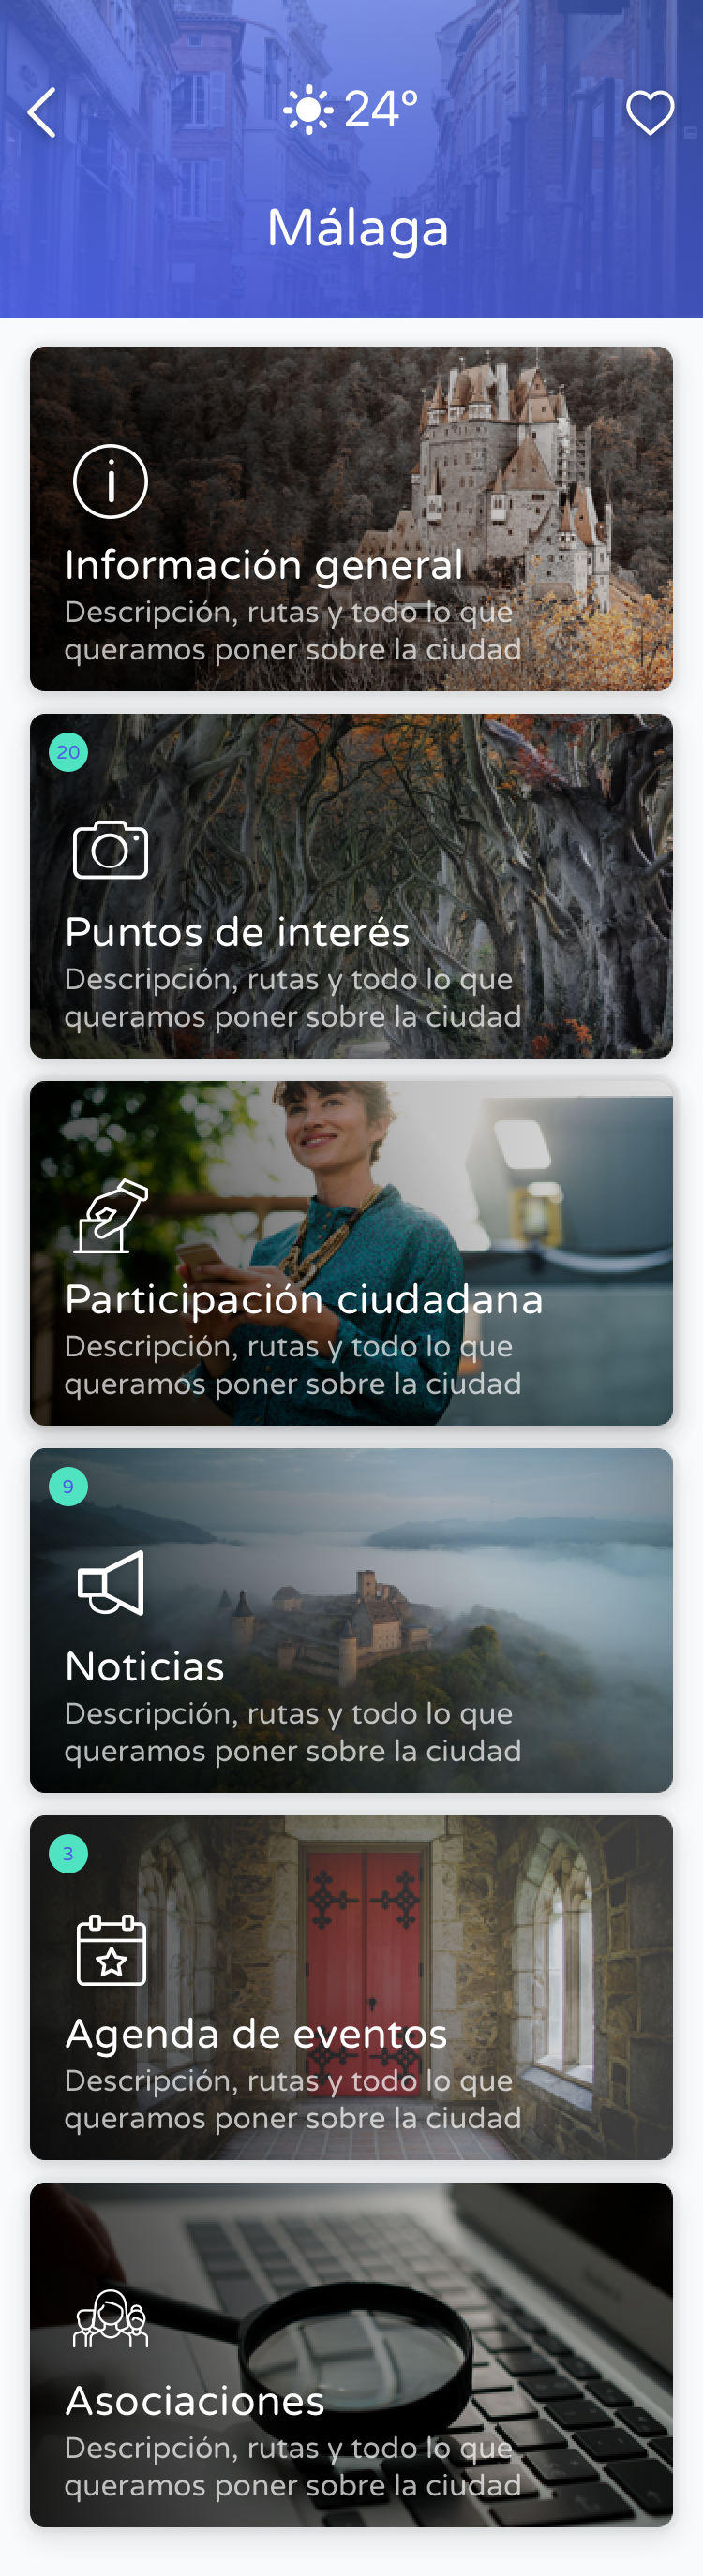 24°
Málaga
Información general
Descripción, rutas y todo lo que
queramos poner sobre la ciudad
20
Puntos de interés
Descripción, rutas y todo lo que
queramos poner sobre la ciudad
Participación ciudadana
Descripción, rutas y todo lo que
queramos poner sobre la ciudad
9
Noticias
Descripción, rutas y todo lo que
queramos poner sobre la ciudad
3
Agenda de eventos
Descripción, rutas y todo lo que
queramos poner sobre la ciudad
Asociaciones
Descripción, rutas y todo lo que
queramos poner sobre la ciudad